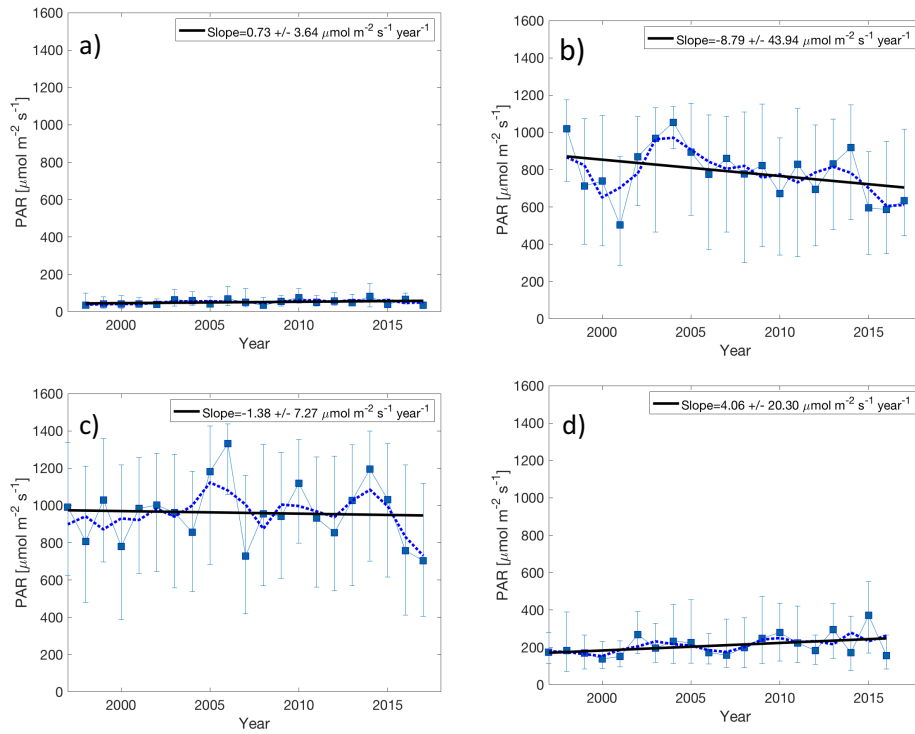 a)
Slope=0.73 +/- 3.64 μmol m⁻² s⁻¹ year⁻¹
1600
1400
1200
1000
800
600
400
200
0
PAR [μmol m⁻² s⁻¹]
2000 2005 2010 2015
Year
b)
Slope=-8.79 +/- 43.94 μmol m⁻² s⁻¹ year⁻¹
1600
1400
1200
1000
800
600
400
200
0
PAR [μmol m⁻² s⁻¹]
2000 2005 2010 2015
Year
c)
Slope=-1.38 +/- 7.27 μmol m⁻² s⁻¹ year⁻¹
1600
1400
1200
1000
800
600
400
200
0
PAR [μmol m⁻² s⁻¹]
2000 2005 2010 2015
Year
d)
Slope=4.06 +/- 20.30 μmol m⁻² s⁻¹ year⁻¹
1600
1400
1200
1000
800
600
400
200
0
PAR [μmol m⁻² s⁻¹]
2000 2005 2010 2015
Year